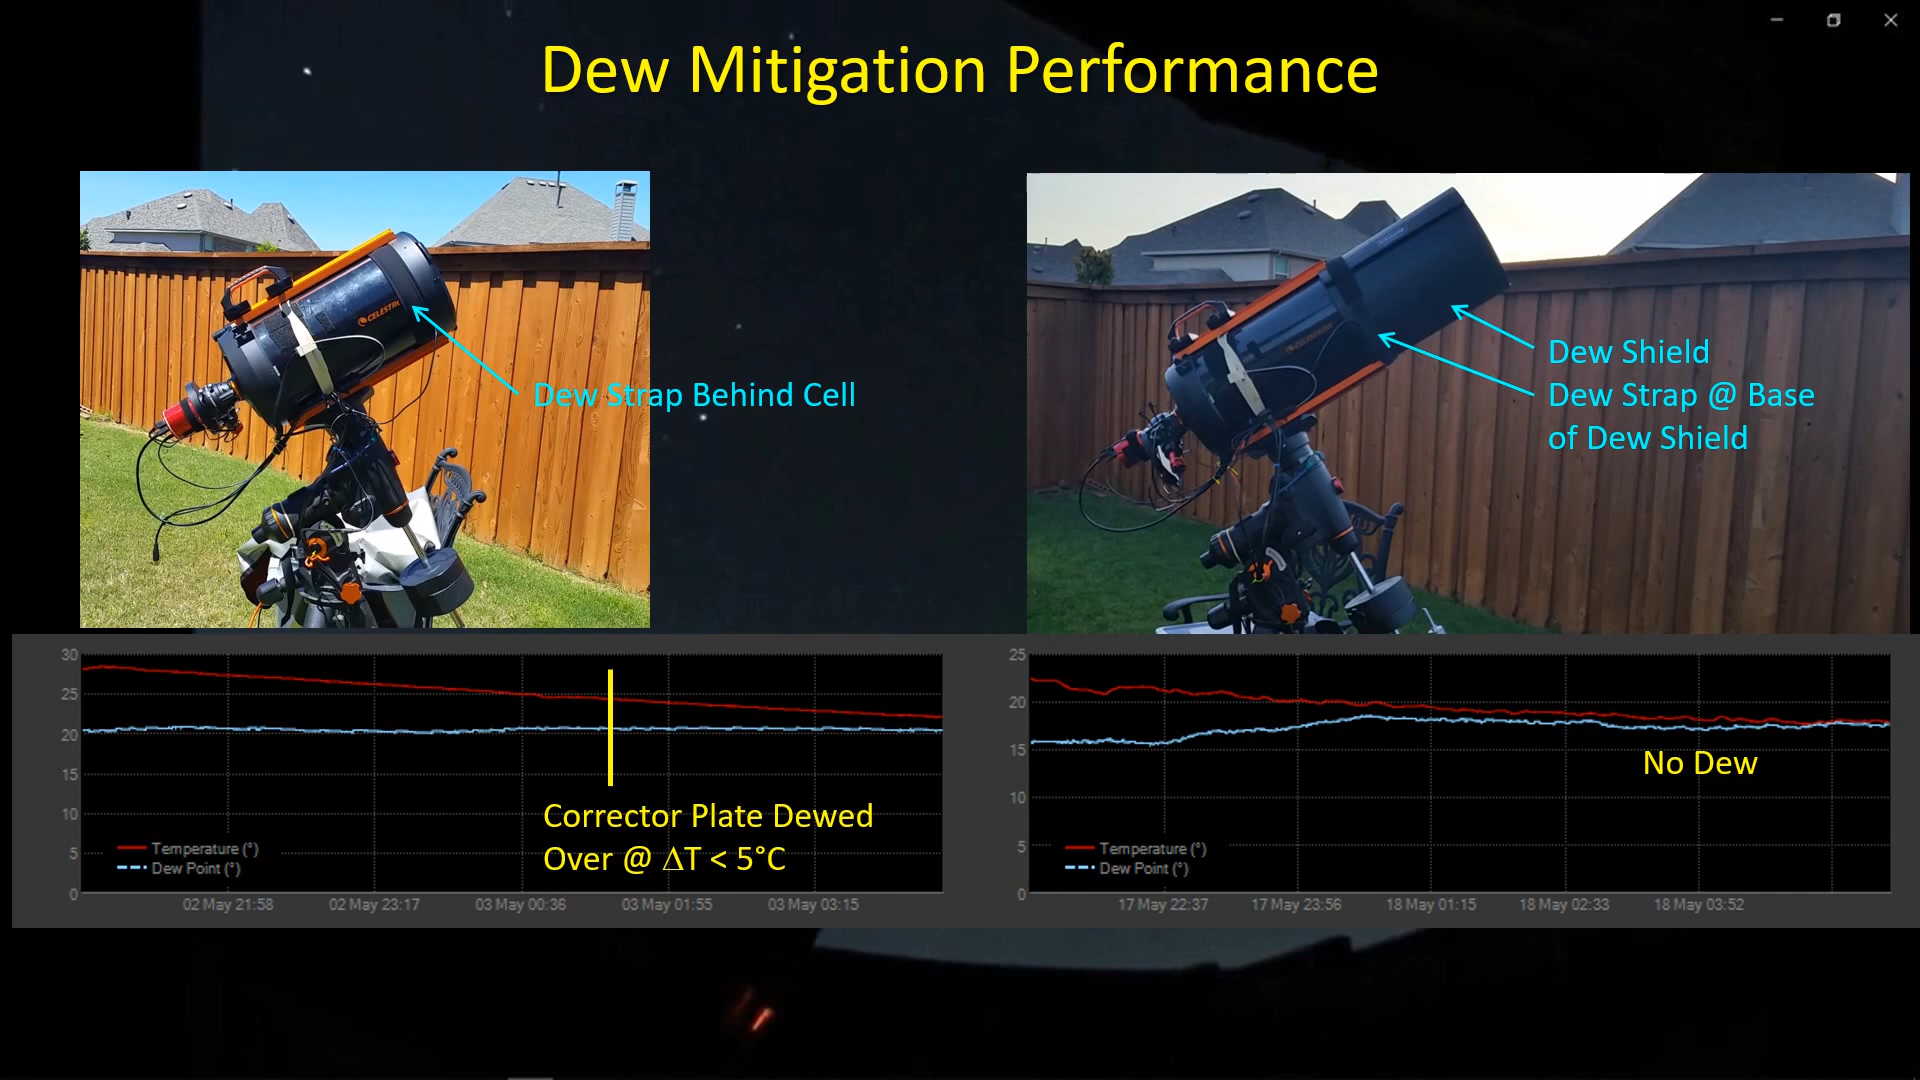 Dew Mitigation Performance
CELESTRON
Dew Strap Behind Cell
Dew Shield
Dew Strap @ Base
of Dew Shield
30
25
20
15
10
5
0
Temperature (°)
Dew Point (°)
Corrector Plate Dewed
Over @ ΔT < 5°C
02 May 21:58
02 May 23:17
03 May 00:36
03 May 01:55
03 May 03:15
25
20
15
10
5
0
No Dew
Temperature (°)
Dew Point (°)
17 May 22:37
17 May 23:56
18 May 01:15
18 May 02:33
18 May 03:52